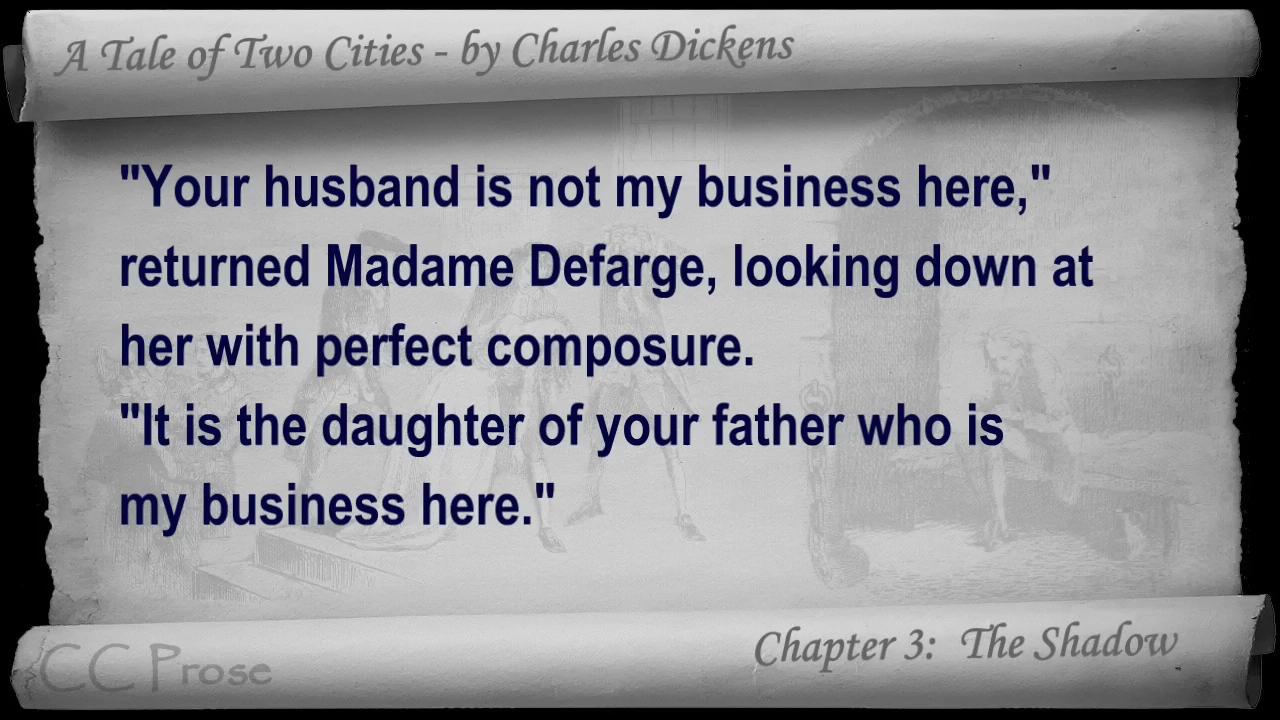 A Tale of Two Cities - by Charles Dickens
"Your husband is not my business here,"
returned Madame Defarge, looking down at
her with perfect composure.
"It is the daughter of your father who is
my business here."
CC Prose
Chapter 3: The Shadow